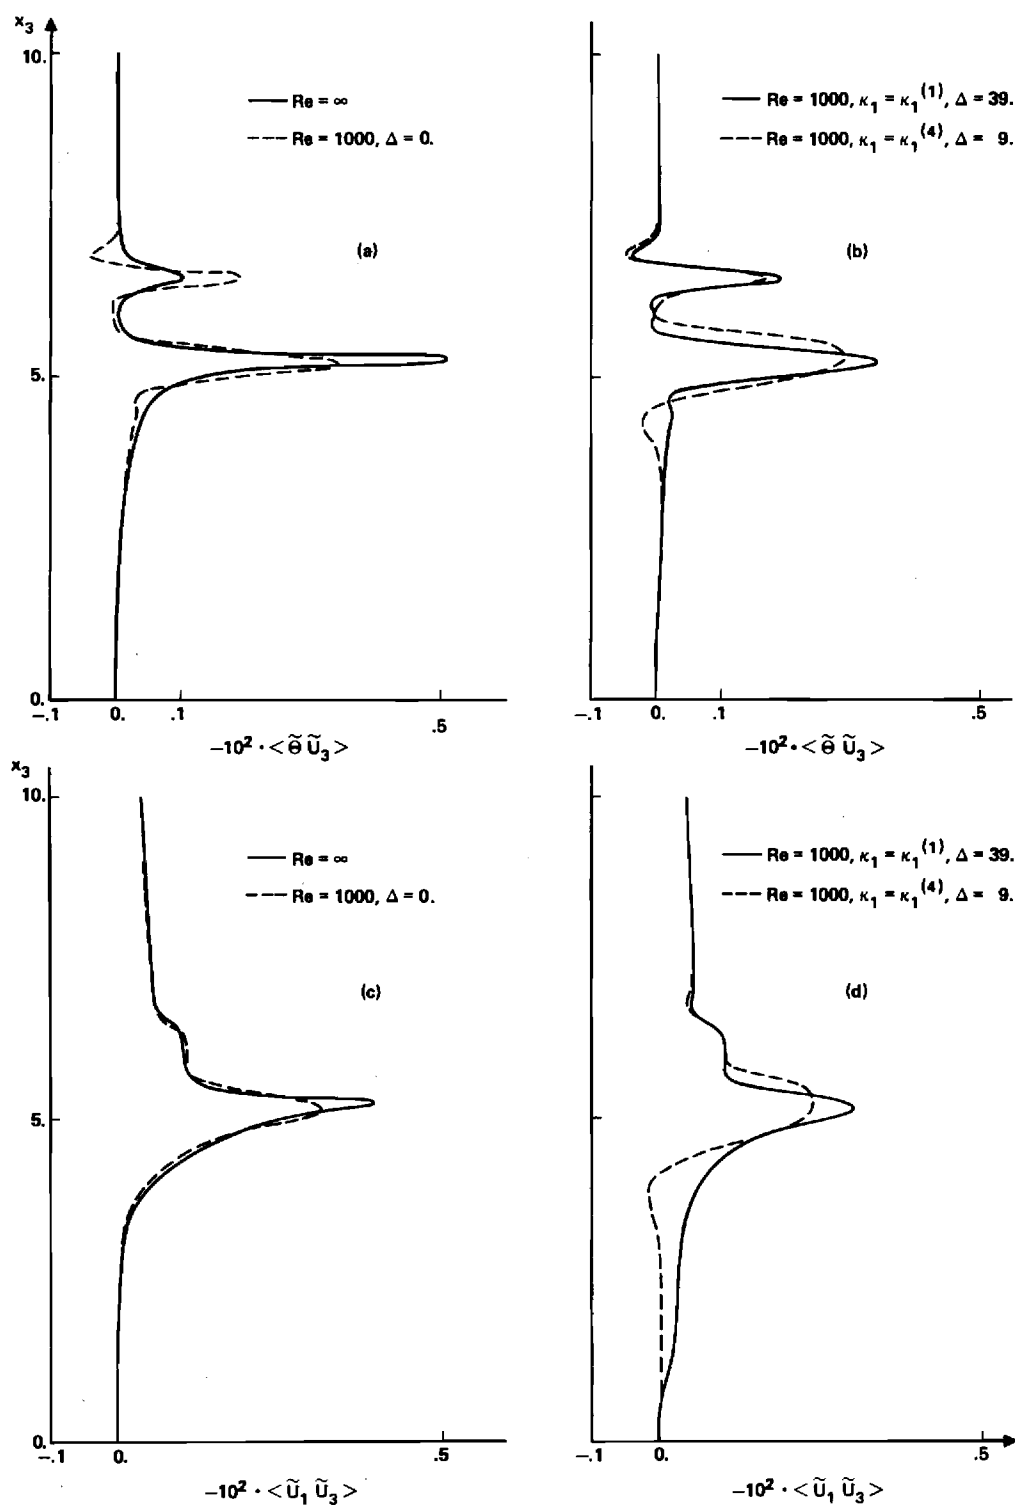 x₃
10.
5.
0.
Re = ∞
Re = 1000, Δ = 0.
(a)
−.1 0. .1 .5
−10² · <Θ̃ Ũ₃>
Re = 1000, κ₁ = κ₁⁽¹⁾, Δ = 39.
Re = 1000, κ₁ = κ₁⁽⁴⁾, Δ = 9.
(b)
−.1 0. .1 .5
−10² · <Θ̃ Ũ₃>
x₃
10.
5.
0.
Re = ∞
Re = 1000, Δ = 0.
(c)
−.1 0. .5
−10² · <Ũ₁ Ũ₃>
Re = 1000, κ₁ = κ₁⁽¹⁾, Δ = 39.
Re = 1000, κ₁ = κ₁⁽⁴⁾, Δ = 9.
(d)
−.1 0. .5
−10² · <Ũ₁ Ũ₃>